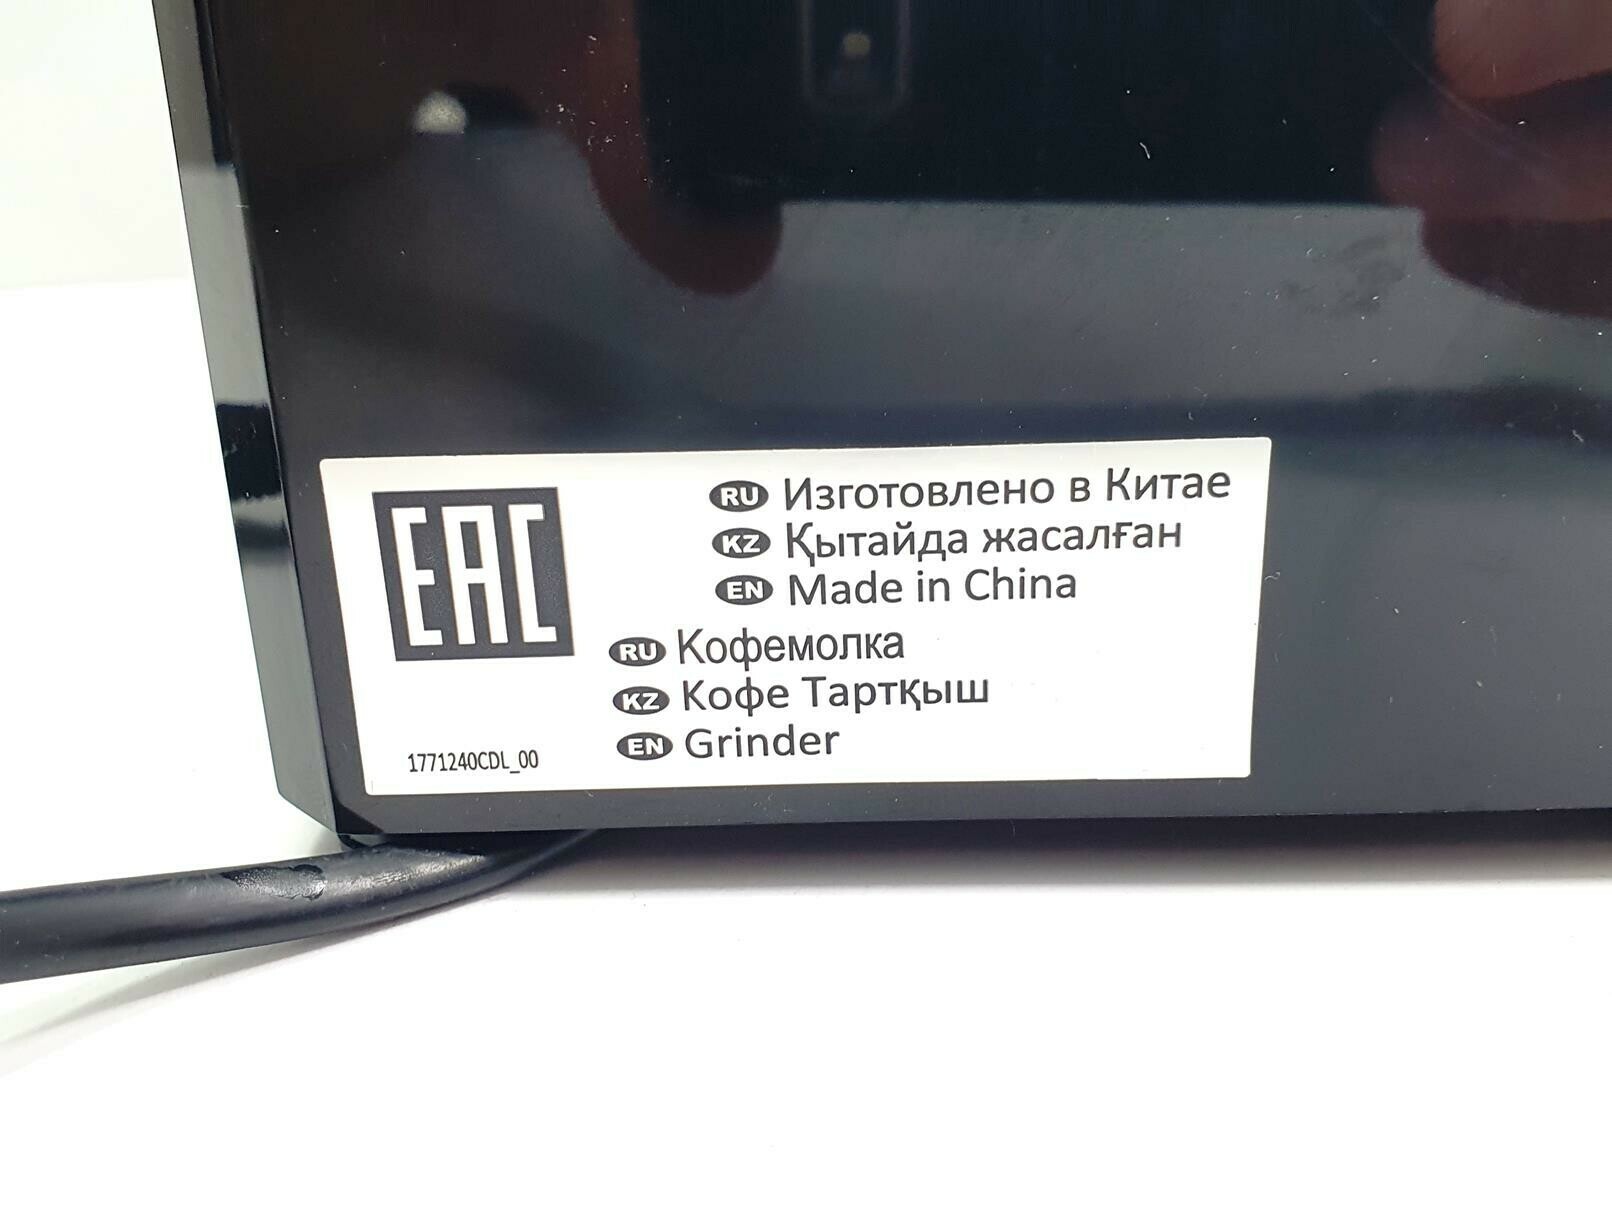 EAC
RU Изготовлено в Китае
KZ Қытайда жасалған
EN Made in China
RU Кофемолка
KZ Кофе Тартқыш
EN Grinder
1771240CDL_00